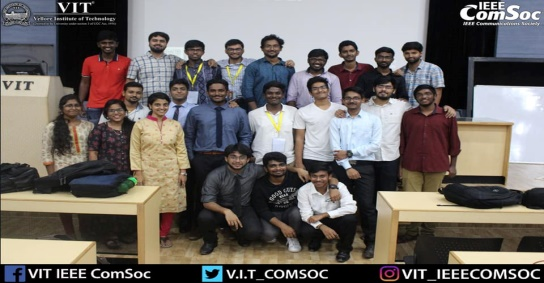 VIT
Vellore Institute of Technology
IEEE
ComSoc
IEEE Communications Society
VIT
VIT IEEE ComSoc
V.I.T_COMSOC
VIT_IEEECOMSOC